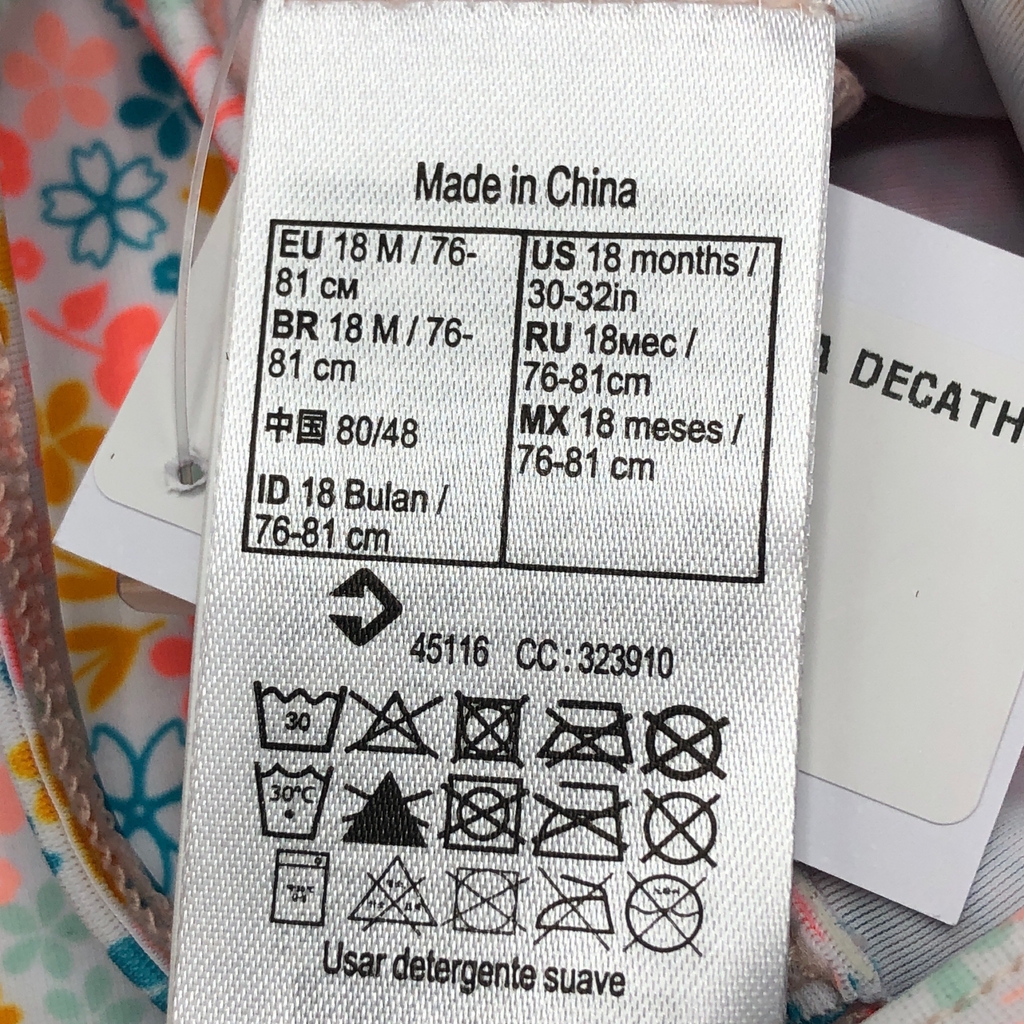 Made in China
EU 18 M / 76-
81 см
BR 18 M / 76-
81 cm
中国 80/48
ID 18 Bulan /
76-81 cm
US 18 months /
30-32in
RU 18мес /
76-81cm
MX 18 meses /
76-81 cm
45116 CC: 323910
30
30°C
Usar detergente suave
DECATH